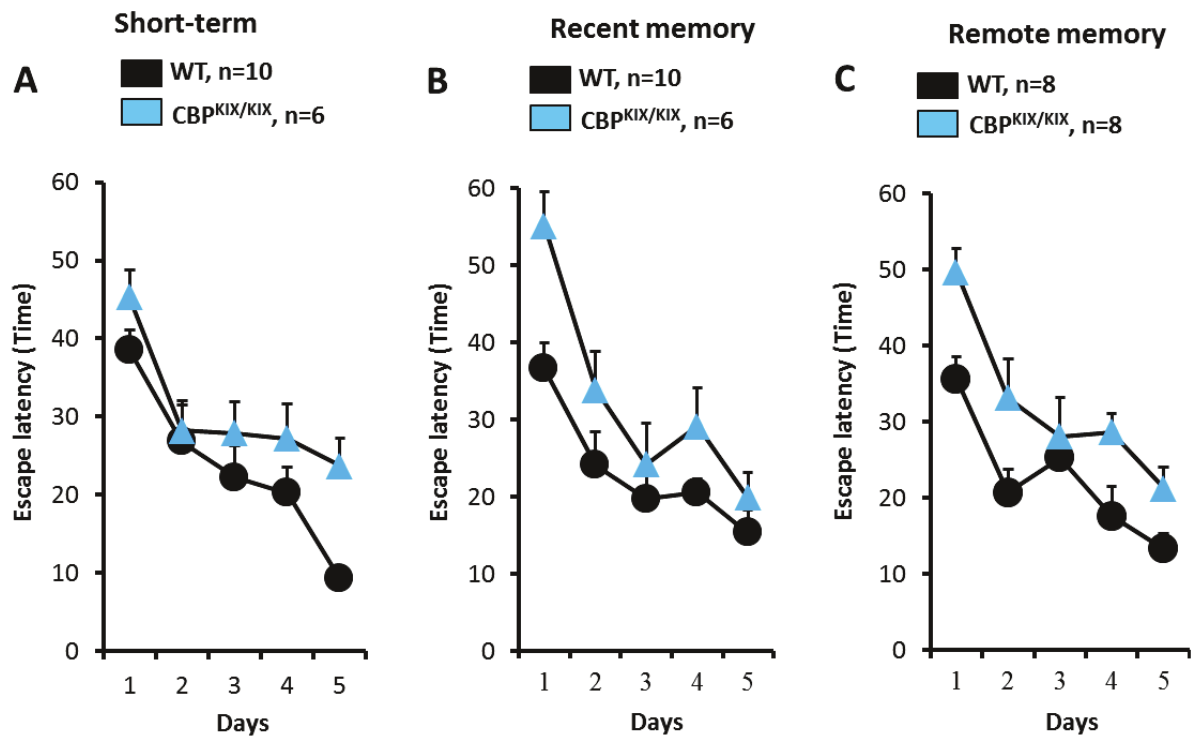 Short-term
A
WT, n=10
CBPKIX/KIX, n=6
60
50
40
30
20
10
0
Escape latency (Time)
1 2 3 4 5
Days
Recent memory
B
WT, n=10
CBPKIX/KIX, n=6
60
50
40
30
20
10
0
Escape latency (Time)
1 2 3 4 5
Days
Remote memory
C
WT, n=8
CBPKIX/KIX, n=8
60
50
40
30
20
10
0
Escape latency (Time)
1 2 3 4 5
Days